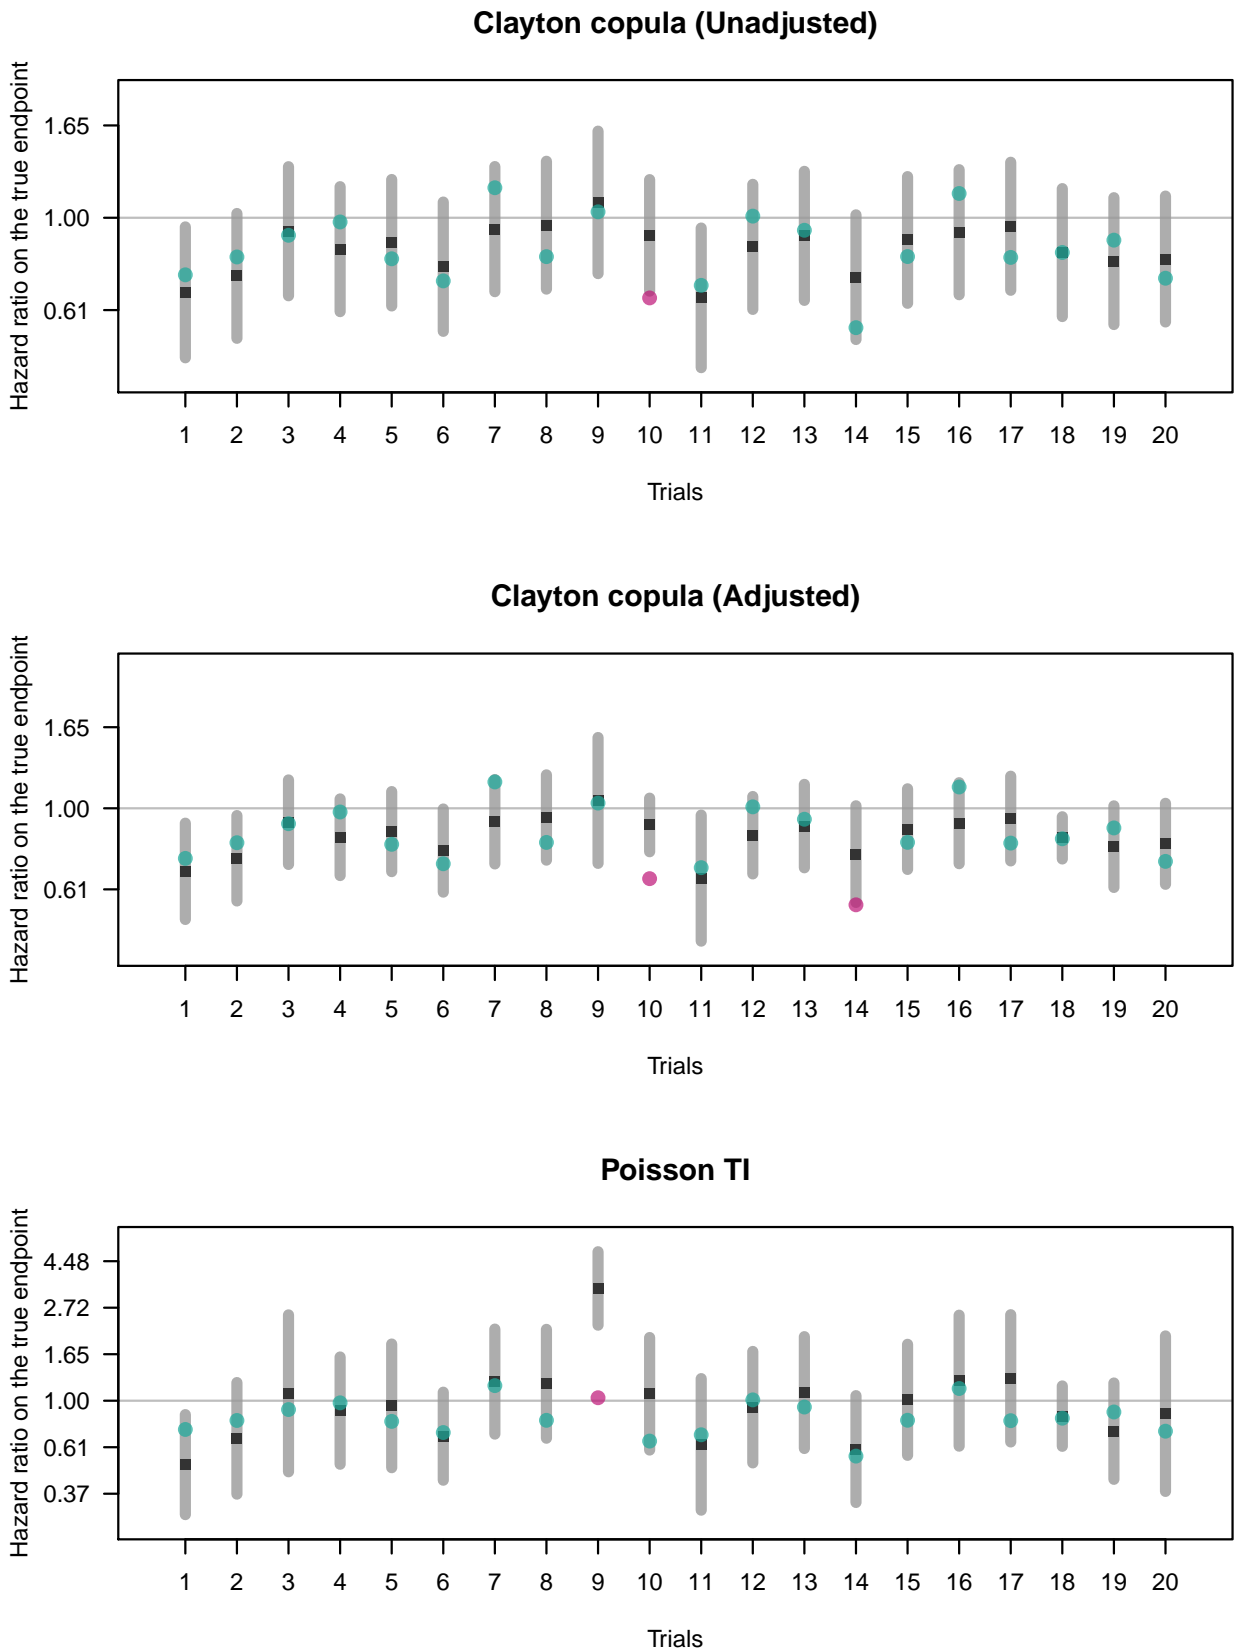 Clayton copula (Unadjusted)
Hazard ratio on the true endpoint
1.65
1.00
0.61
1 2 3 4 5 6 7 8 9 10 11 12 13 14 15 16 17 18 19 20
Trials
Clayton copula (Adjusted)
Hazard ratio on the true endpoint
1.65
1.00
0.61
1 2 3 4 5 6 7 8 9 10 11 12 13 14 15 16 17 18 19 20
Trials
Poisson TI
Hazard ratio on the true endpoint
4.48
2.72
1.65
1.00
0.61
0.37
1 2 3 4 5 6 7 8 9 10 11 12 13 14 15 16 17 18 19 20
Trials